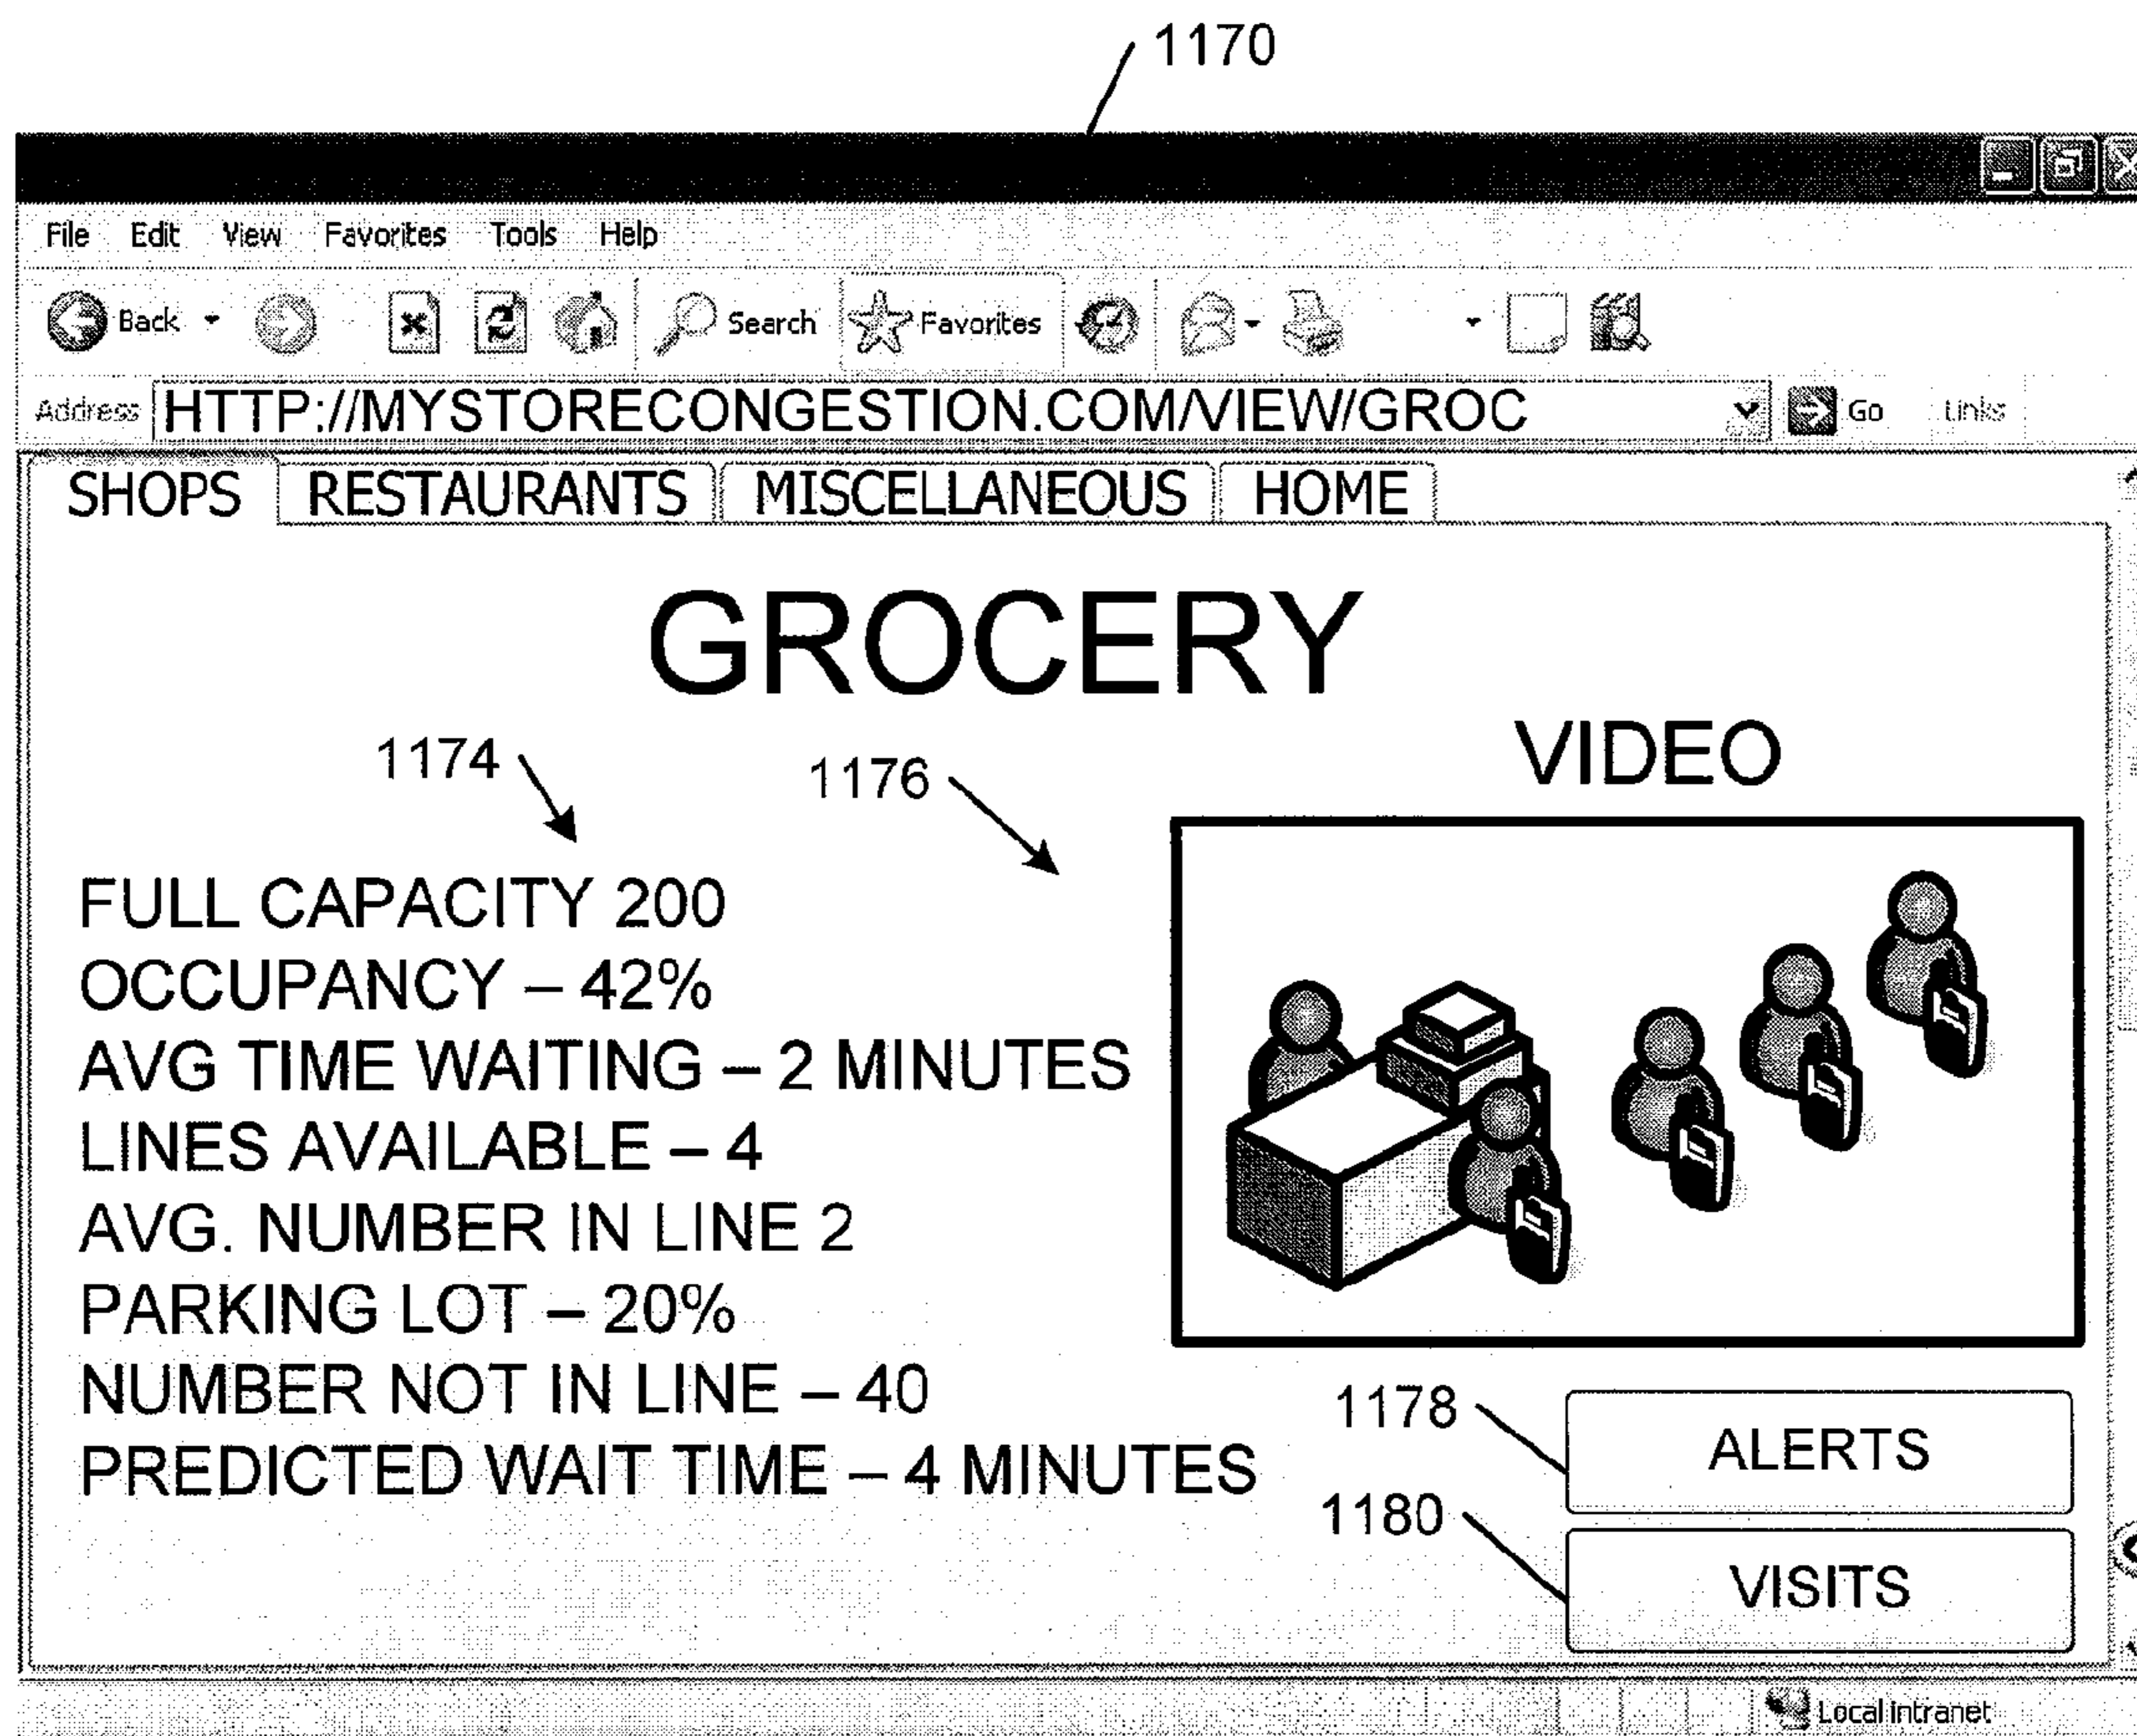 1170
File Edit View Favorites Tools Help
Back Search Favorites
Address HTTP://MYSTORECONGESTION.COM/VIEW/GROC Go Links
SHOPS RESTAURANTS MISCELLANEOUS HOME
GROCERY
VIDEO
1174
1176
FULL CAPACITY 200
OCCUPANCY – 42%
AVG TIME WAITING – 2 MINUTES
LINES AVAILABLE – 4
AVG. NUMBER IN LINE 2
PARKING LOT – 20%
NUMBER NOT IN LINE – 40
PREDICTED WAIT TIME – 4 MINUTES
1178
ALERTS
1180
VISITS
Local intranet